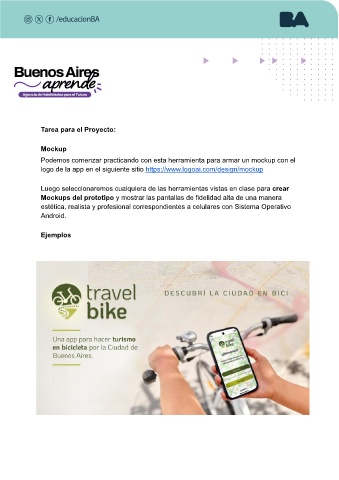 /educacionBA
BA
Buenos Aires
aprende
Agencia de Habilidades para el Futuro
Tarea para el Proyecto:
Mockup
Podemos comenzar practicando con esta herramienta para armar un mockup con el
logo de la app en el siguiente sitio https://www.logoai.com/design/mockup
Luego seleccionaremos cualquiera de las herramientas vistas en clase para crear
Mockups del prototipo y mostrar las pantallas de fidelidad alta de una manera
estética, realista y profesional correspondientes a celulares con Sistema Operativo
Android.
Ejemplos
travel
bike
DESCUBRÍ LA CIUDAD EN BICI
Una app para hacer turismo
en bicicleta por la Ciudad de
Buenos Aires.
travel
bike